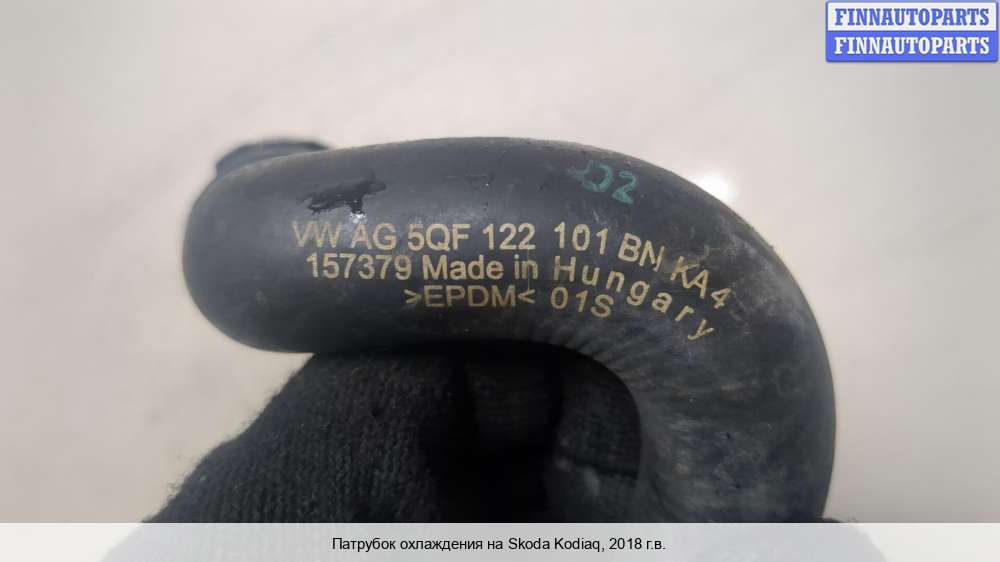 FINNAUTOPARTS
FINNAUTOPARTS
02
VW AG 5QF 122 101 BN KA4
157379 Made in Hungary
>EPDM< 01S
Патрубок охлаждения на Skoda Kodiaq, 2018 г.в.